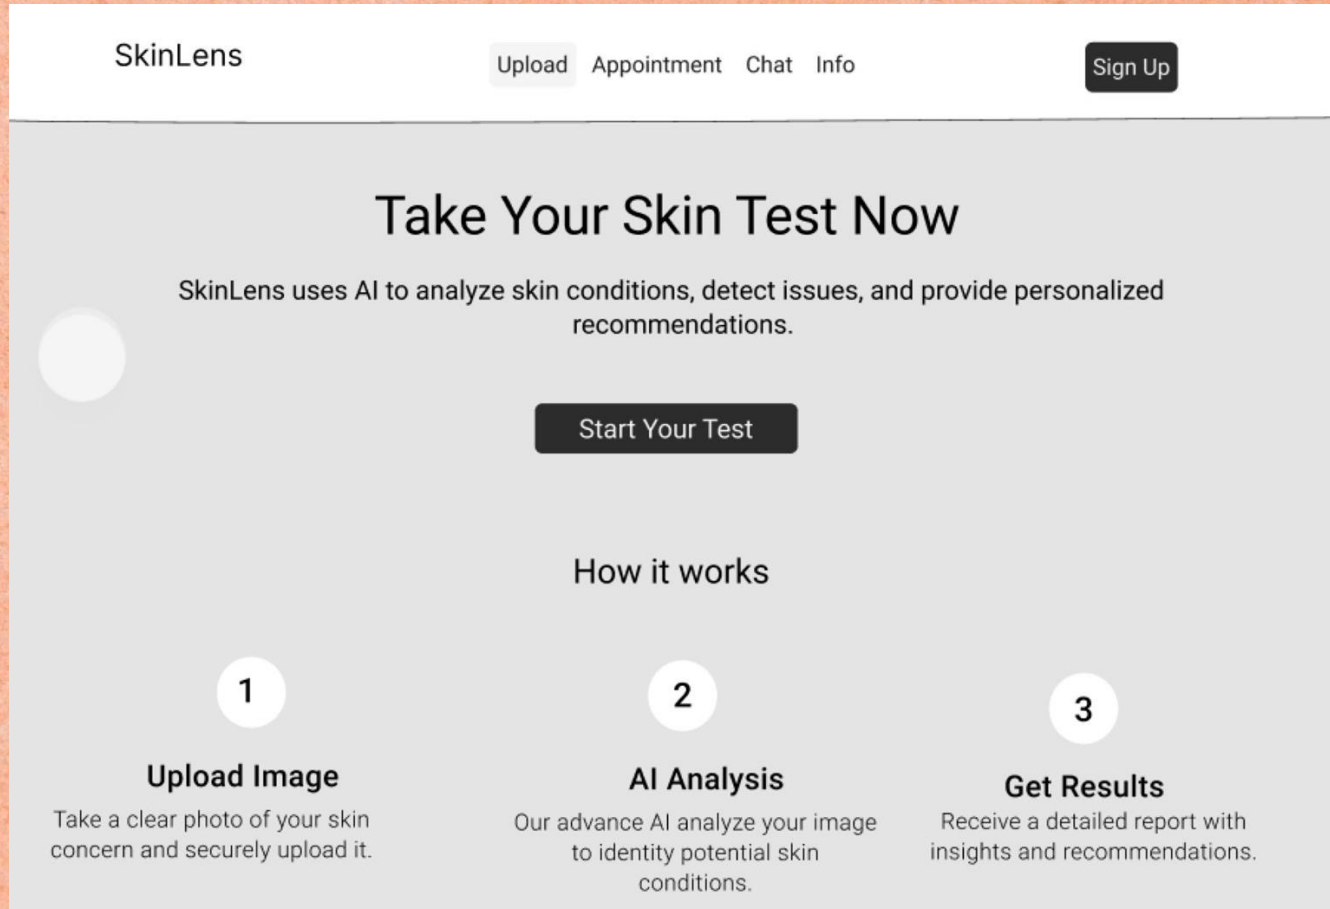 SkinLens
Upload Appointment Chat Info
Sign Up
Take Your Skin Test Now
SkinLens uses AI to analyze skin conditions, detect issues, and provide personalized
recommendations.
Start Your Test
How it works
1
Upload Image
Take a clear photo of your skin
concern and securely upload it.
2
AI Analysis
Our advance AI analyze your image
to identity potential skin
conditions.
3
Get Results
Receive a detailed report with
insights and recommendations.